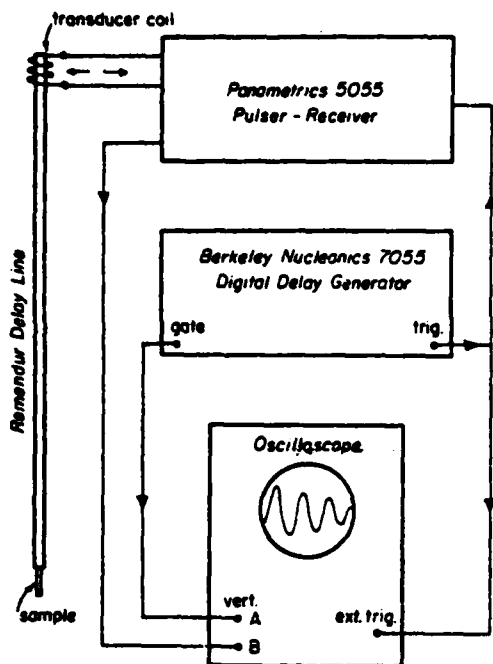 transducer coil
Panametrics 5055
Pulser - Receiver
Remendur Delay Line
Berkeley Nucleonics 7055
Digital Delay Generator
gate
trig.
Oscilloscope
vert.
A
B
ext. trig.
sample